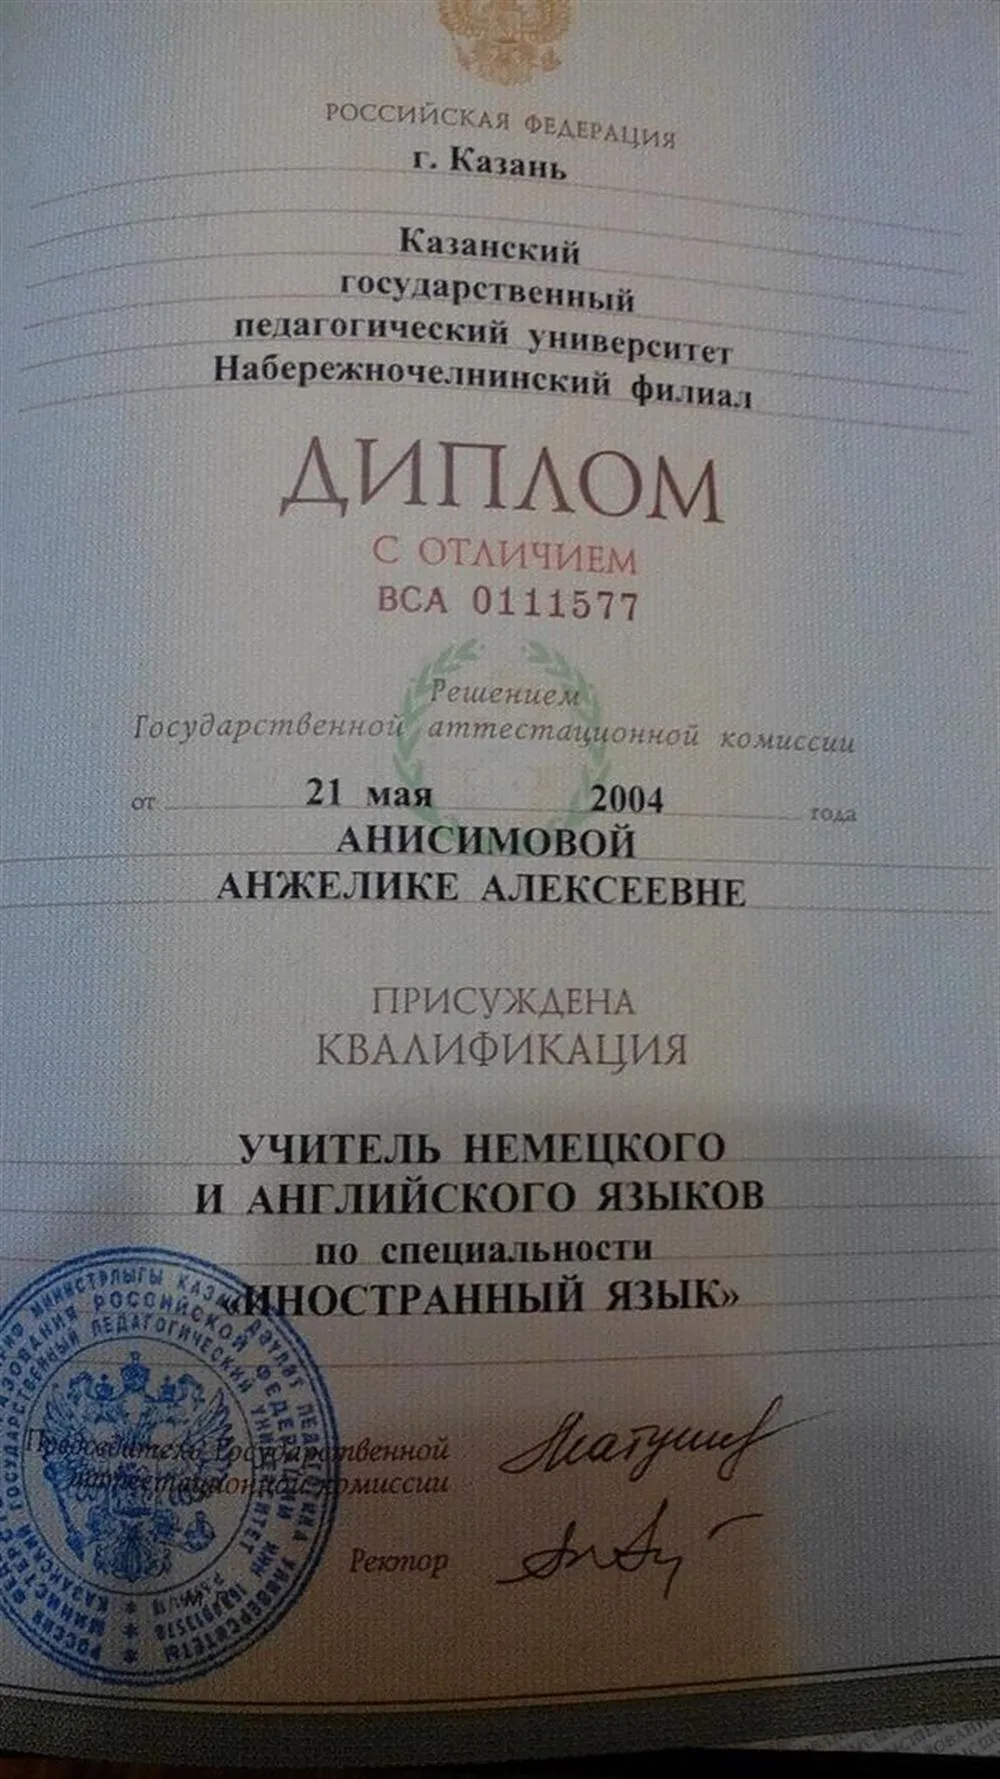 РОССИЙСКАЯ ФЕДЕРАЦИЯ
г. Казань
Казанский
государственный
педагогический университет
Набережночелнинский филиал
ДИПЛОМ
С ОТЛИЧИЕМ
ВСА 0111577
Решением
Государственной аттестационной комиссии
от 21 мая 2004 года
АНИСИМОВОЙ
АНЖЕЛИКЕ АЛЕКСЕЕВНЕ
ПРИСУЖДЕНА
КВАЛИФИКАЦИЯ
УЧИТЕЛЬ НЕМЕЦКОГО
И АНГЛИЙСКОГО ЯЗЫКОВ
по специальности
«ИНОСТРАННЫЙ ЯЗЫК»
Председатель Государственной
аттестационной комиссии
Ректор